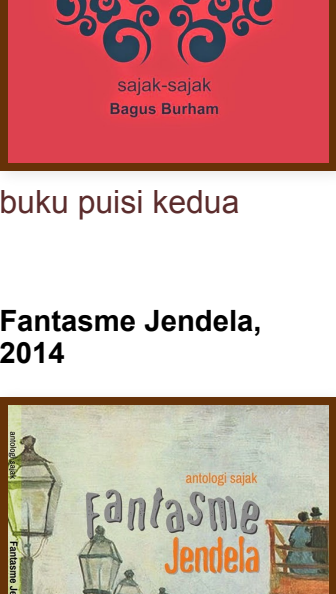 sajak-sajak
Bagus Burham
buku puisi kedua
Fantasme Jendela,
2014
antologi sajak
Fantasme
Jendela
antologi sajak
Fantasme Je